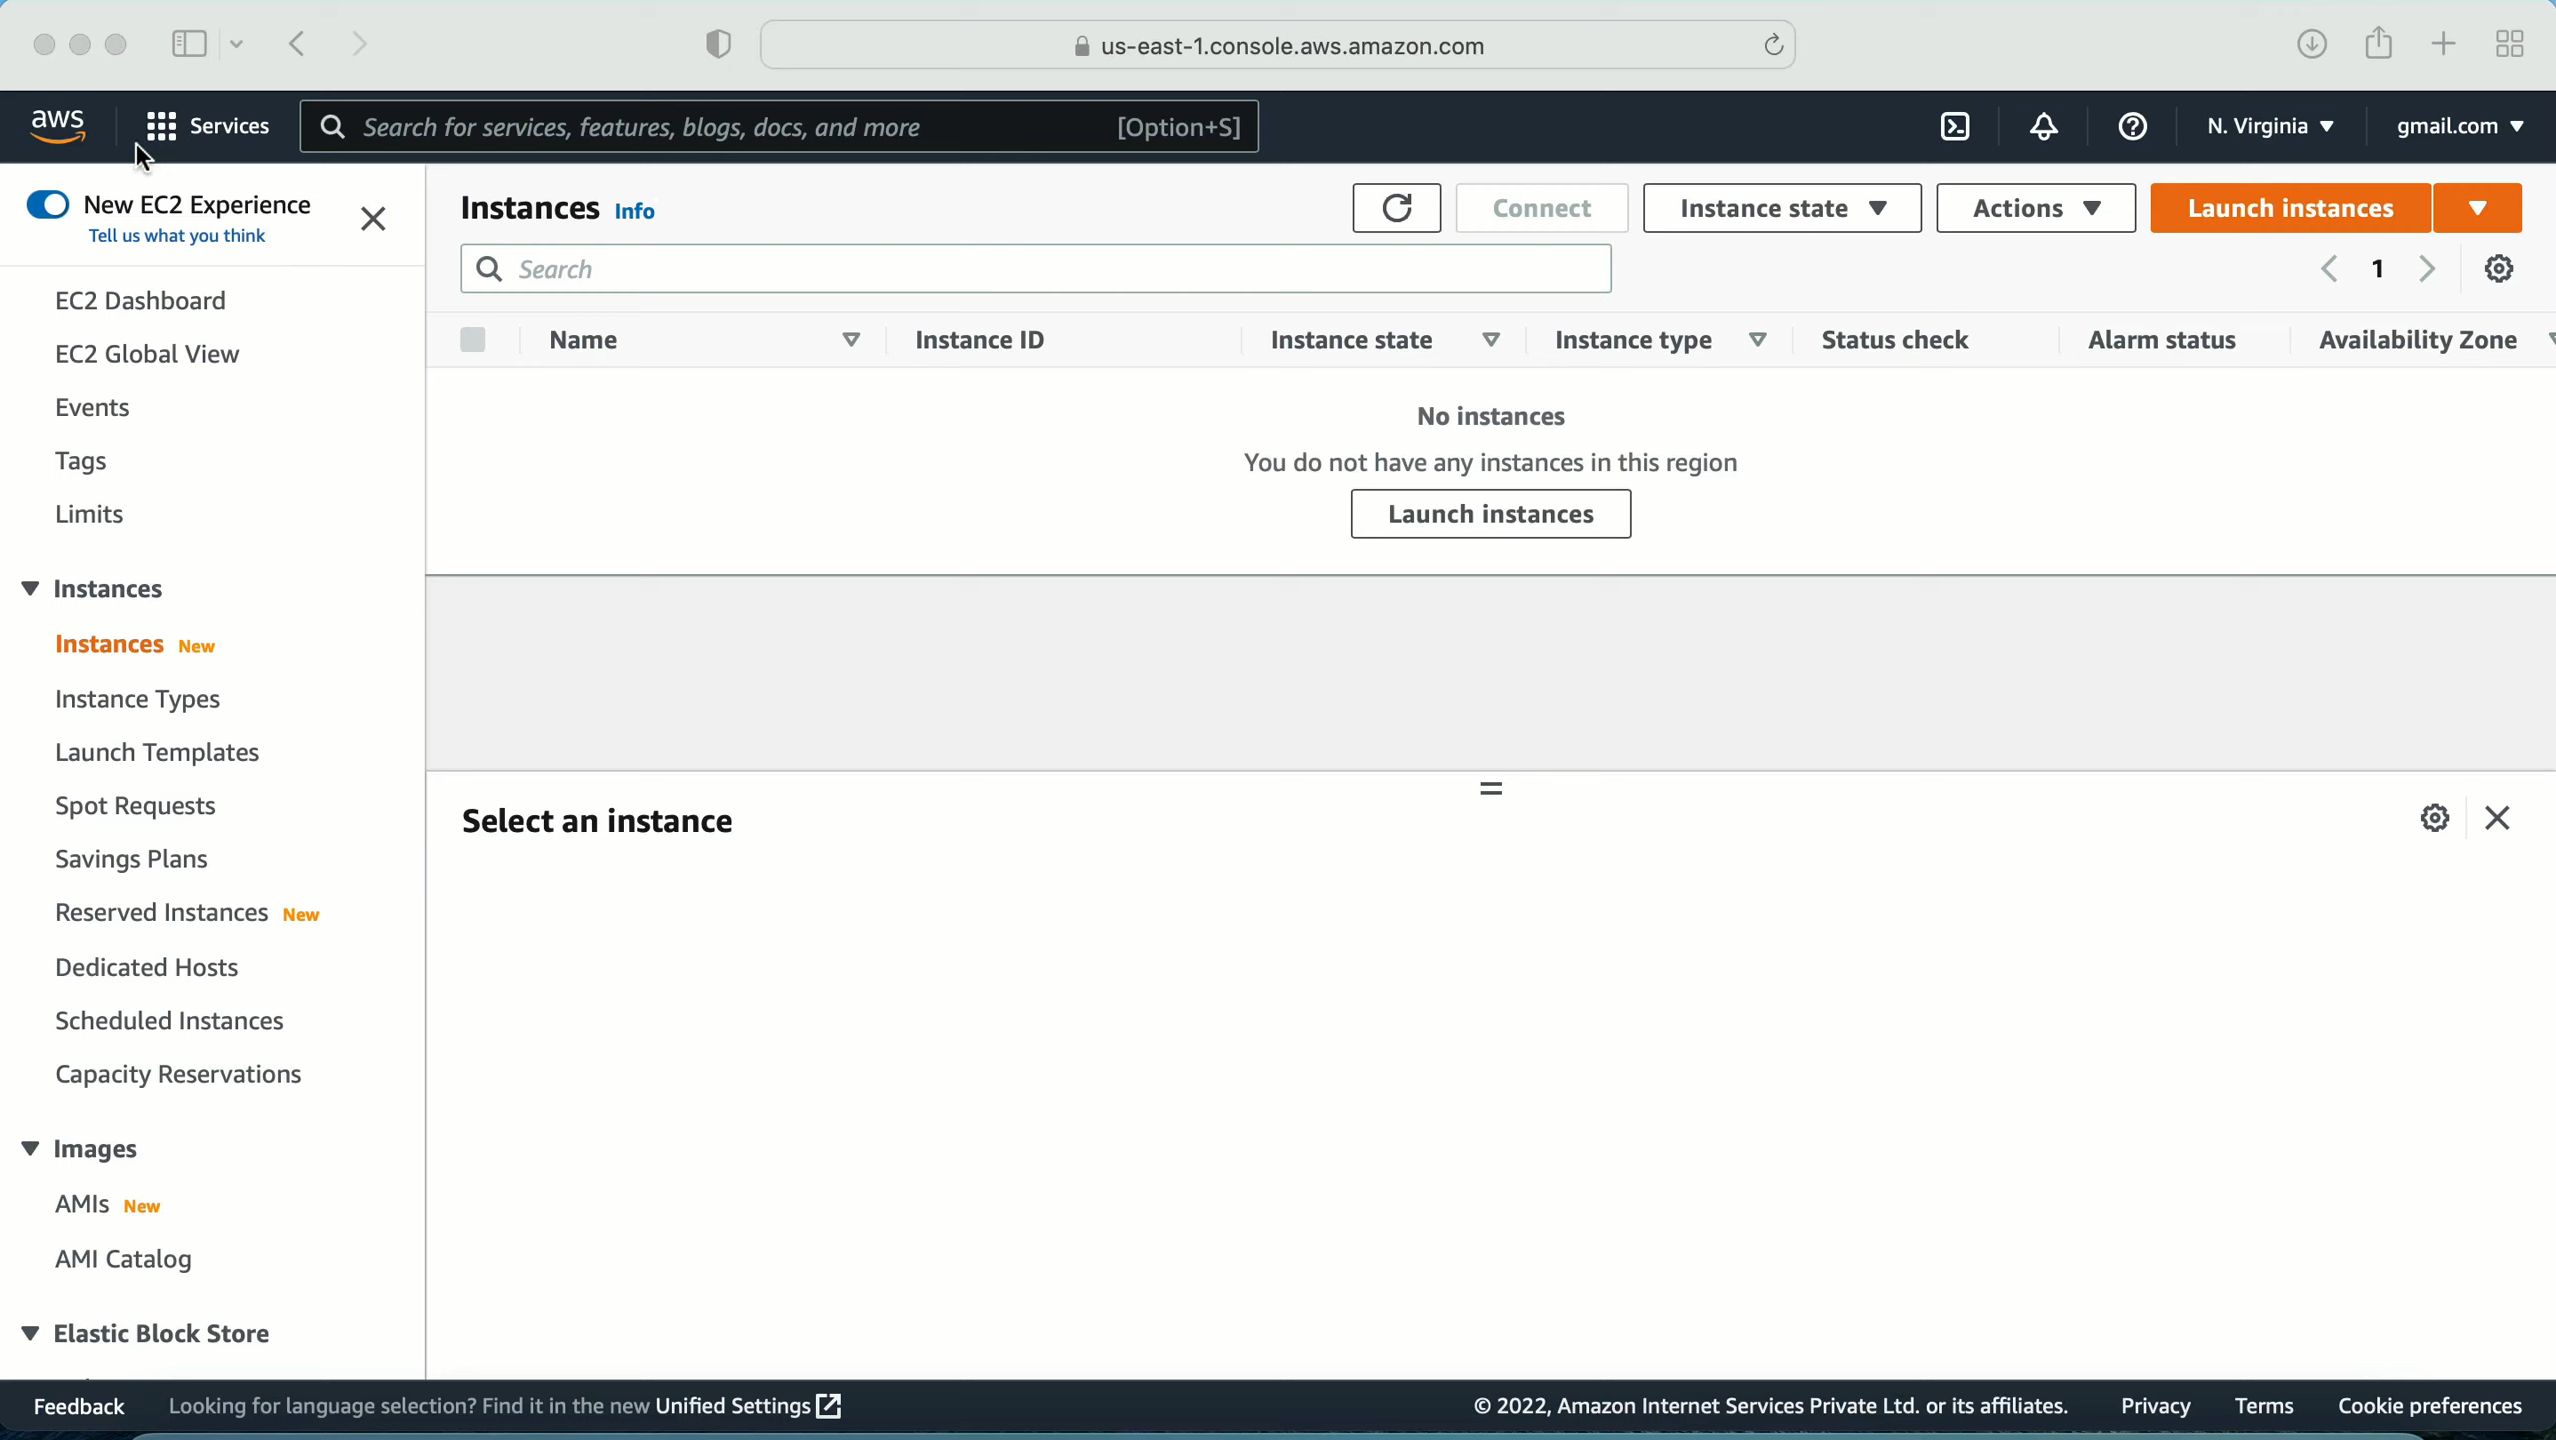 us-east-1.console.aws.amazon.com
aws
Services
Search for services, features, blogs, docs, and more
[Option+S]
N. Virginia
gmail.com
New EC2 Experience
Tell us what you think
EC2 Dashboard
EC2 Global View
Events
Tags
Limits
Instances
Instances New
Instance Types
Launch Templates
Spot Requests
Savings Plans
Reserved Instances New
Dedicated Hosts
Scheduled Instances
Capacity Reservations
Images
AMIs New
AMI Catalog
Elastic Block Store
Instances Info
Connect
Instance state
Actions
Launch instances
Search
1
Name
Instance ID
Instance state
Instance type
Status check
Alarm status
Availability Zone
No instances
You do not have any instances in this region
Launch instances
Select an instance
Feedback
Looking for language selection? Find it in the new Unified Settings
© 2022, Amazon Internet Services Private Ltd. or its affiliates.
Privacy
Terms
Cookie preferences